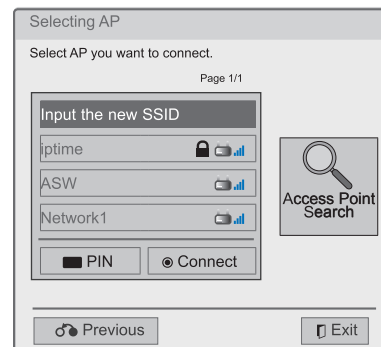 Selecting AP
Select AP you want to connect.
Page 1/1
Input the new SSID
iptime
ASW
Network1
PIN
Connect
Access Point
Search
Previous
Exit